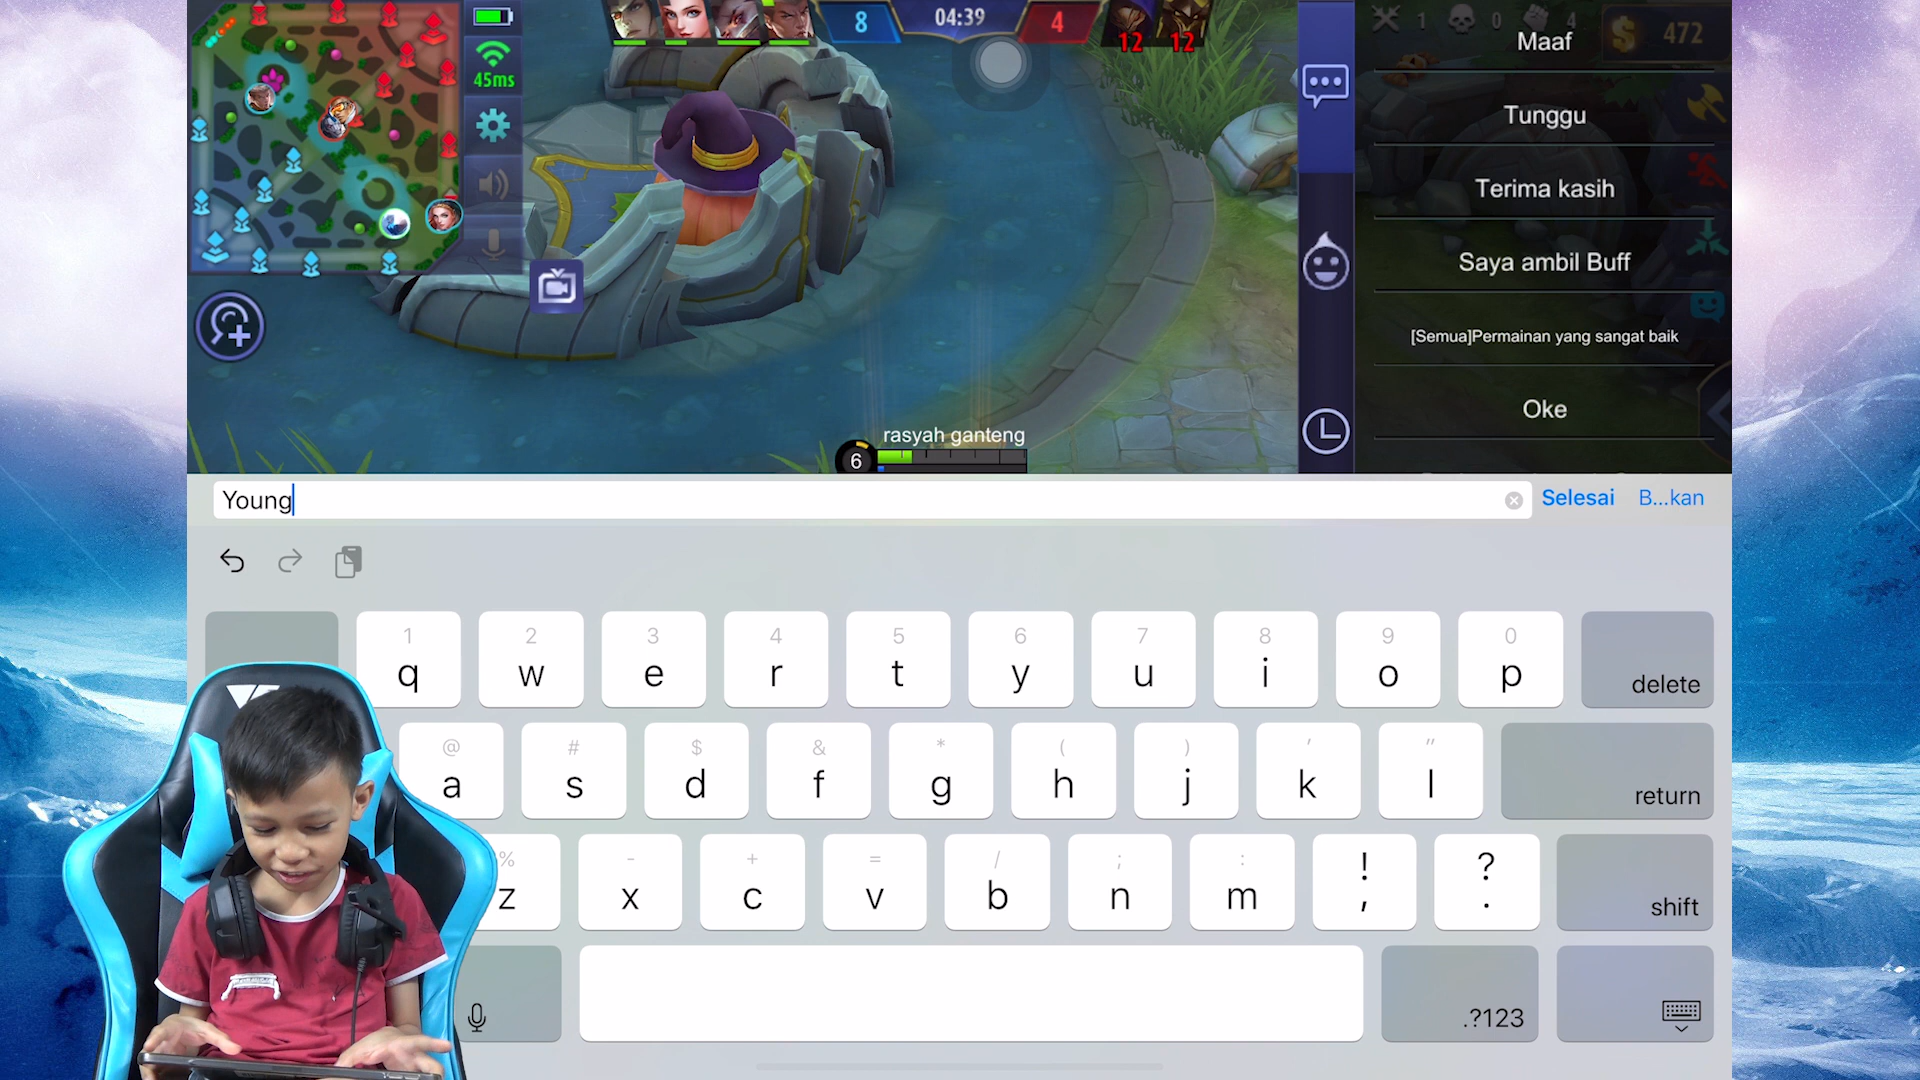 45ms
8
04:39
4
12
12
1
0
4
472
Maaf
Tunggu
Terima kasih
Saya ambil Buff
[Semua]Permainan yang sangat baik
Oke
rasyah ganteng
6
Young
Selesai
B...kan
1 2 3 4 5 6 7 8 9 0
q w e r t y u i o p
delete
@ # $ & * ( ) ' "
a s d f g h j k l
return
% - + = / ; : ! ?
z x c v b n m , .
shift
.?123